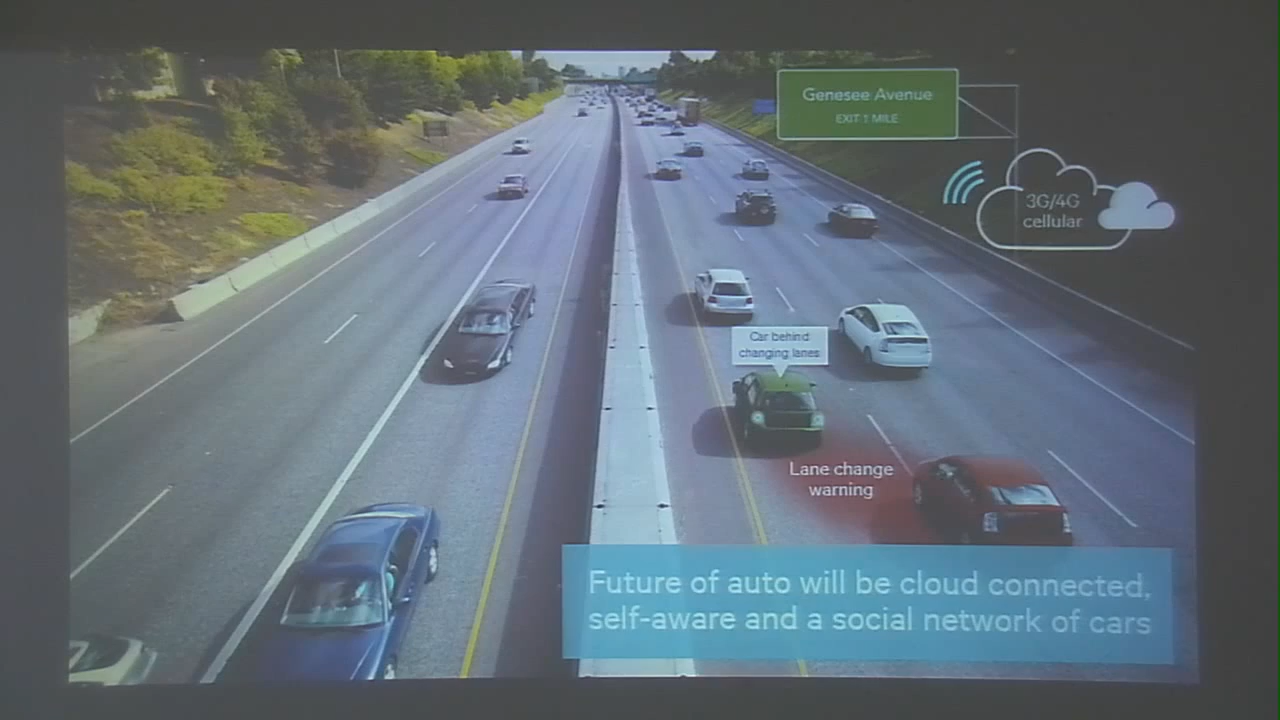 Genesee Avenue
EXIT 1 MILE
3G/4G
cellular
Car behind
changing lanes
Lane change
warning
Future of auto will be cloud connected,
self-aware and a social network of cars